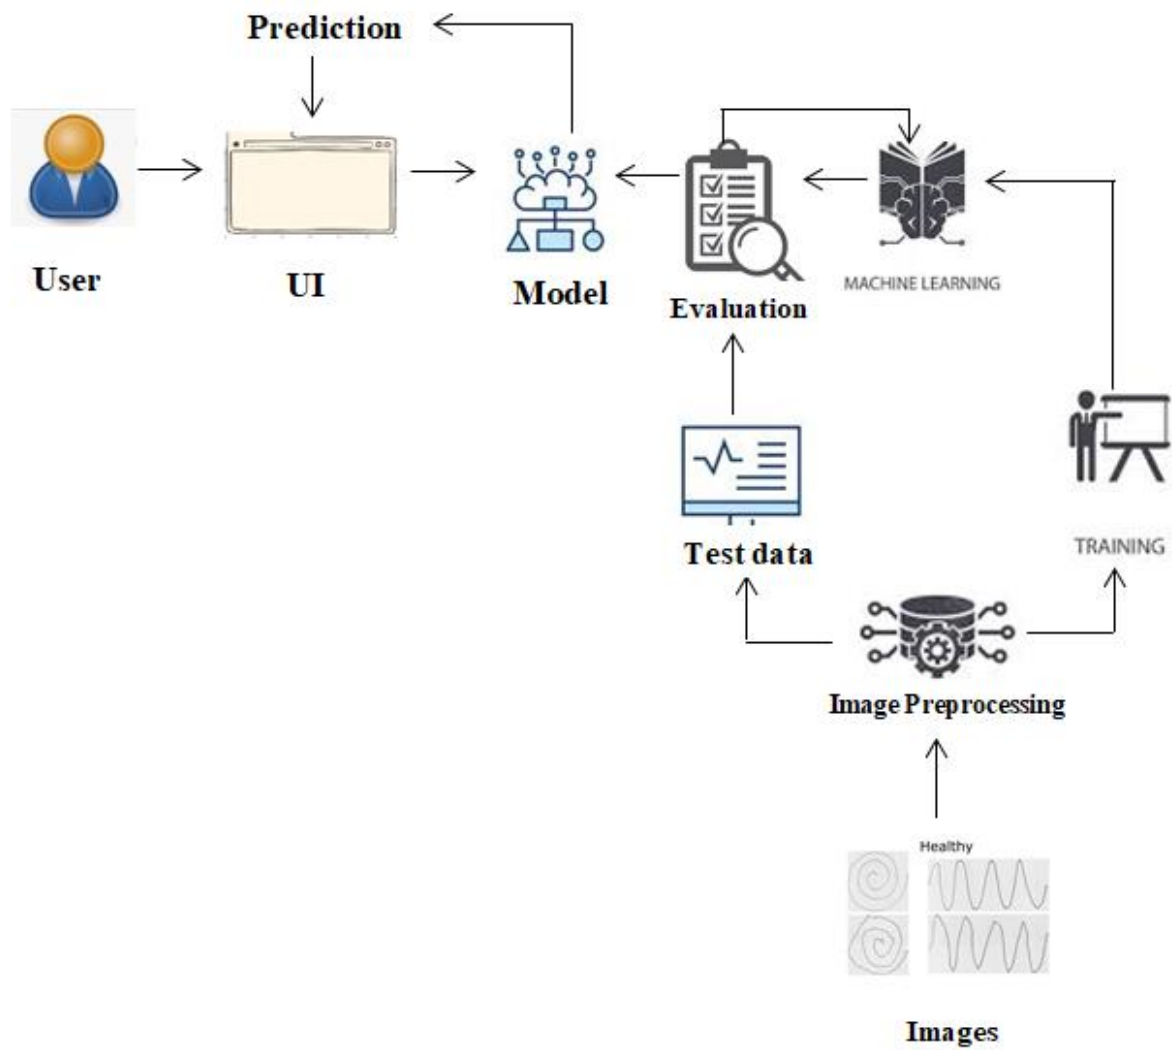 Prediction
User
UI
Model
Evaluation
MACHINE LEARNING
Test data
TRAINING
Image Preprocessing
Healthy
Images